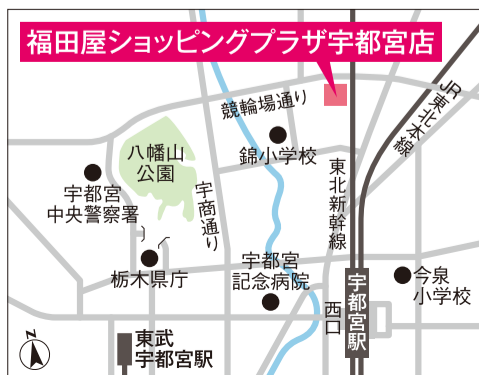 福田屋ショッピングプラザ宇都宮店
競輪場通り
JR東北本線
八幡山
公園
錦小学校
宇都宮
中央警察署
宇商通り
東北新幹線
栃木県庁
宇都宮
記念病院
西口
宇都宮駅
今泉
小学校
東武
宇都宮駅
N